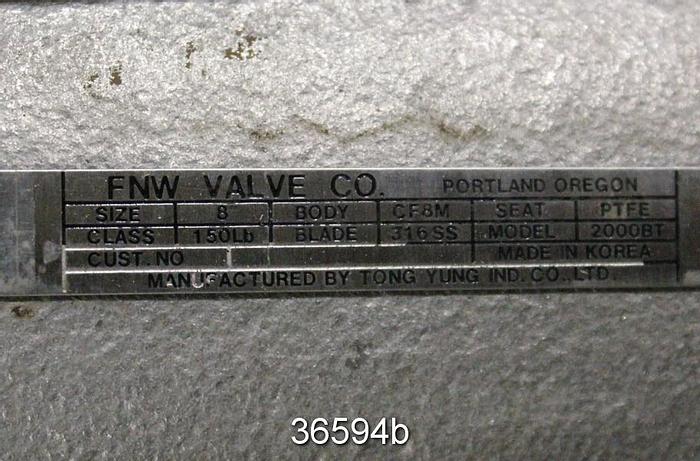 FNW VALVE CO. PORTLAND OREGON
SIZE 8 BODY CF8M SEAT PTFE
CLASS 150Lb BLADE 316SS MODEL 2000BT
CUST. NO MADE IN KOREA
MANUFACTURED BY TONG YUNG IND. CO., LTD
36594b